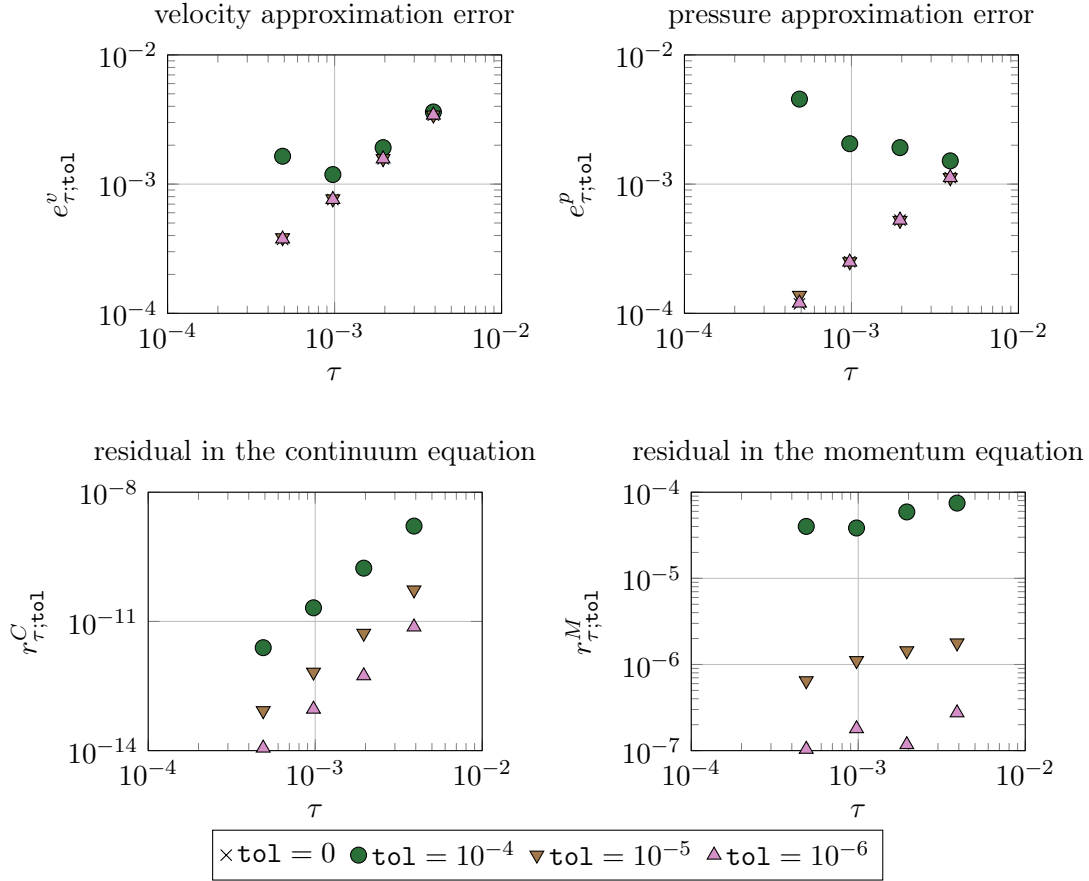 velocity approximation error
pressure approximation error
10^{-2}
10^{-3}
10^{-4}
e^{v}_{τ;tol}
10^{-4}
10^{-3}
10^{-2}
τ
10^{-2}
10^{-3}
10^{-4}
e^{p}_{τ;tol}
10^{-4}
10^{-3}
10^{-2}
τ
residual in the continuum equation
residual in the momentum equation
10^{-8}
10^{-11}
10^{-14}
r^{C}_{τ;tol}
10^{-4}
10^{-3}
10^{-2}
τ
10^{-4}
10^{-5}
10^{-6}
10^{-7}
r^{M}_{τ;tol}
10^{-4}
10^{-3}
10^{-2}
τ
tol = 0 tol = 10^{-4} tol = 10^{-5} tol = 10^{-6}